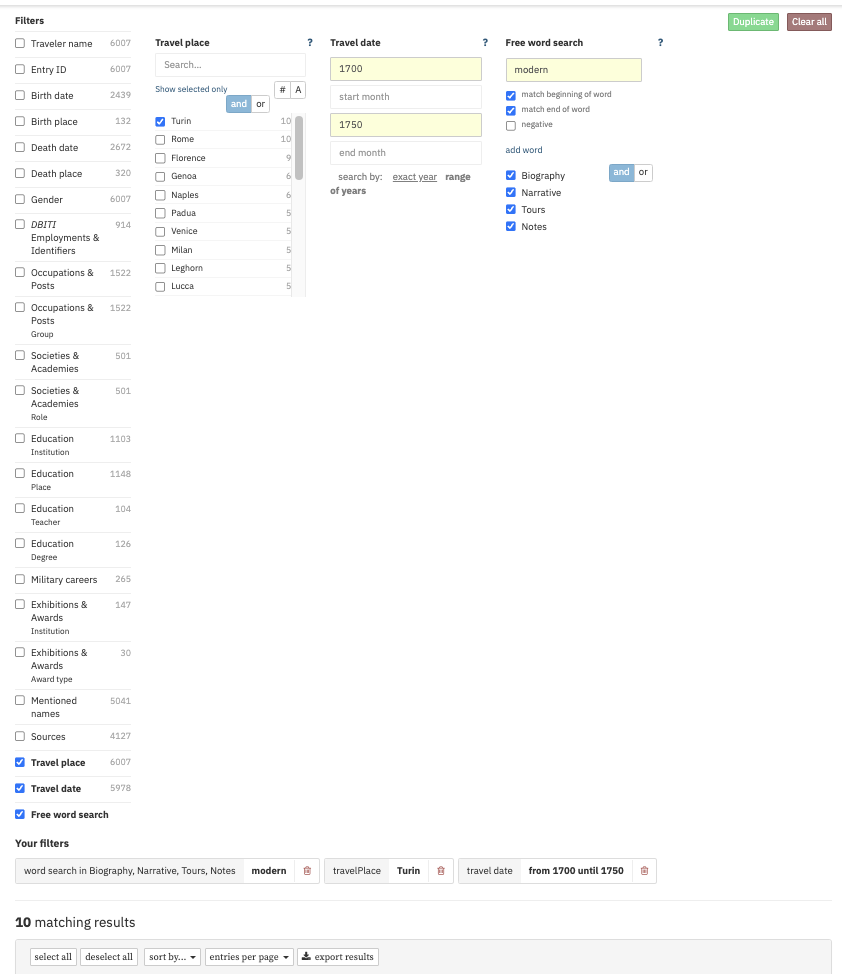 Filters
Duplicate
Clear all
Traveler name 6007
Entry ID 6007
Birth date 2439
Birth place 132
Death date 2672
Death place 320
Gender 6007
DBITI 914
Employments &
Identifiers
Occupations & 1522
Posts
Occupations & 1522
Posts
Group
Societies & 501
Academies
Societies & 501
Academies
Role
Education 1103
Institution
Education 1148
Place
Education 104
Teacher
Education 126
Degree
Military careers 265
Exhibitions & 147
Awards
Institution
Exhibitions & 30
Awards
Award type
Mentioned 5041
names
Sources 4127
Travel place 6007
Travel date 5978
Free word search
Travel place ?
Search...
Show selected only # A
and or
Turin 10
Rome 10
Florence 9
Genoa 6
Naples 6
Padua 5
Venice 5
Milan 5
Leghorn 5
Lucca 5
Travel date ?
1700
start month
1750
end month
search by: exact year range
of years
Free word search ?
modern
match beginning of word
match end of word
negative
add word
Biography and or
Narrative
Tours
Notes
Your filters
word search in Biography, Narrative, Tours, Notes modern travelPlace Turin travel date from 1700 until 1750
10 matching results
select all deselect all sort by... entries per page export results